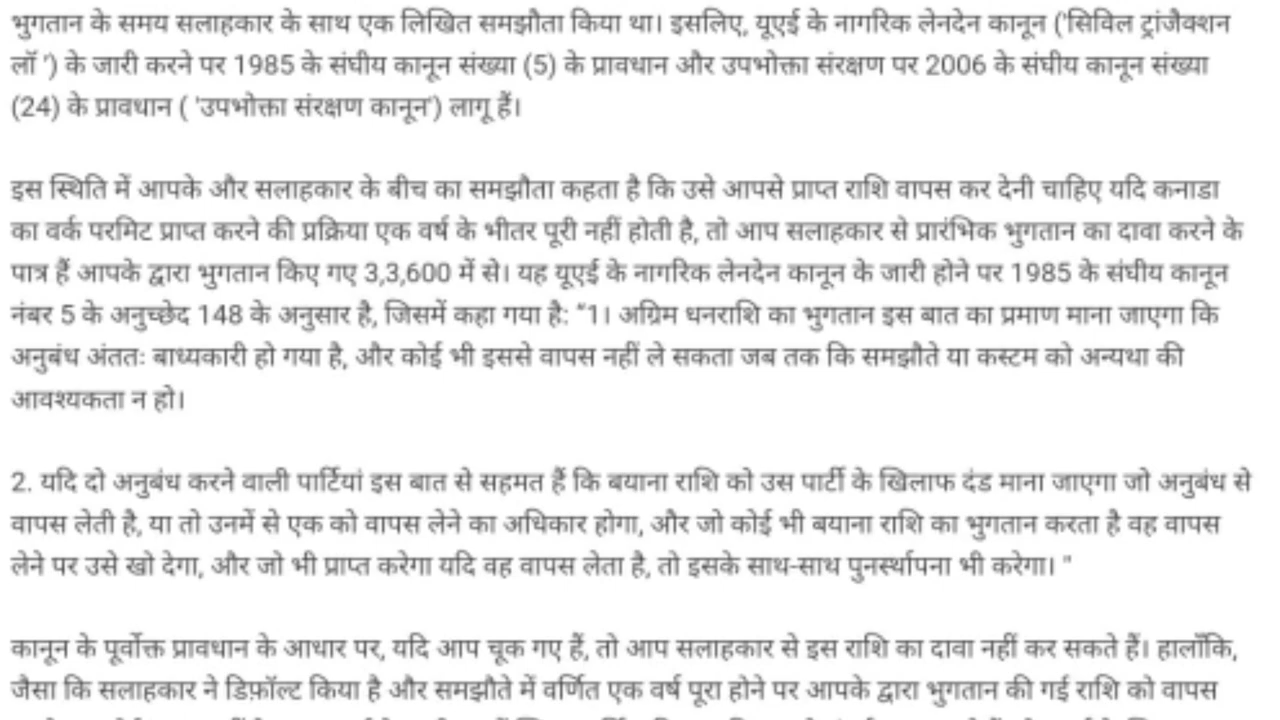 भुगतान के समय सलाहकार के साथ एक लिखित समझौता किया था। इसलिए, यूएई के नागरिक लेनदेन कानून ('सिविल ट्रांजैक्शन
लॉ ') के जारी करने पर 1985 के संघीय कानून संख्या (5) के प्रावधान और उपभोक्ता संरक्षण पर 2006 के संघीय कानून संख्या
(24) के प्रावधान ( 'उपभोक्ता संरक्षण कानून') लागू हैं।
इस स्थिति में आपके और सलाहकार के बीच का समझौता कहता है कि उसे आपसे प्राप्त राशि वापस कर देनी चाहिए यदि कनाडा
का वर्क परमिट प्राप्त करने की प्रक्रिया एक वर्ष के भीतर पूरी नहीं होती है, तो आप सलाहकार से प्रारंभिक भुगतान का दावा करने के
पात्र हैं आपके द्वारा भुगतान किए गए 3,3,600 में से। यह यूएई के नागरिक लेनदेन कानून के जारी होने पर 1985 के संघीय कानून
नंबर 5 के अनुच्छेद 148 के अनुसार है, जिसमें कहा गया है: “1। अग्रिम धनराशि का भुगतान इस बात का प्रमाण माना जाएगा कि
अनुबंध अंततः बाध्यकारी हो गया है, और कोई भी इससे वापस नहीं ले सकता जब तक कि समझौते या कस्टम को अन्यथा की
आवश्यकता न हो।
2. यदि दो अनुबंध करने वाली पार्टियां इस बात से सहमत हैं कि बयाना राशि को उस पार्टी के खिलाफ दंड माना जाएगा जो अनुबंध से
वापस लेती है, या तो उनमें से एक को वापस लेने का अधिकार होगा, और जो कोई भी बयाना राशि का भुगतान करता है वह वापस
लेने पर उसे खो देगा, और जो भी प्राप्त करेगा यदि वह वापस लेता है, तो इसके साथ-साथ पुनर्स्थापना भी करेगा। "
कानून के पूर्वोक्त प्रावधान के आधार पर, यदि आप चूक गए हैं, तो आप सलाहकार से इस राशि का दावा नहीं कर सकते हैं। हालाँकि,
जैसा कि सलाहकार ने डिफ़ॉल्ट किया है और समझौते में वर्णित एक वर्ष पूरा होने पर आपके द्वारा भुगतान की गई राशि को वापस